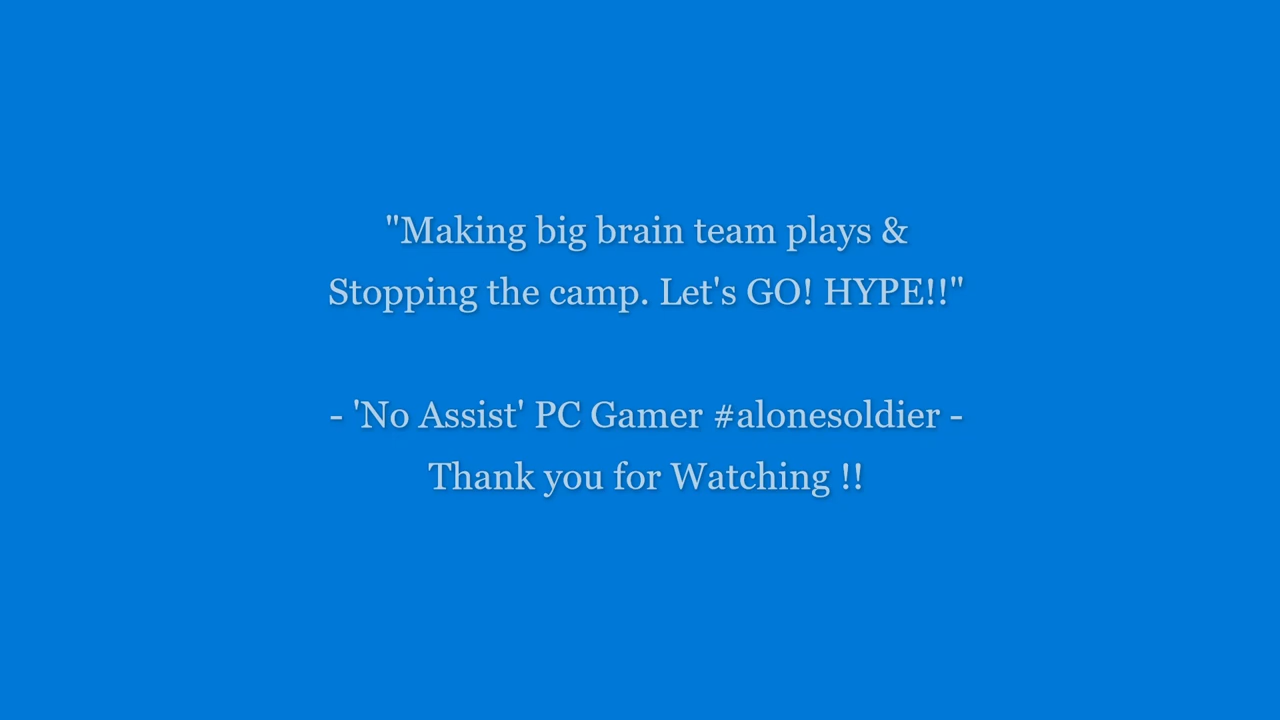 "Making big brain team plays &
Stopping the camp. Let's GO! HYPE!!"
- 'No Assist' PC Gamer #alonesoldier -
Thank you for Watching !!